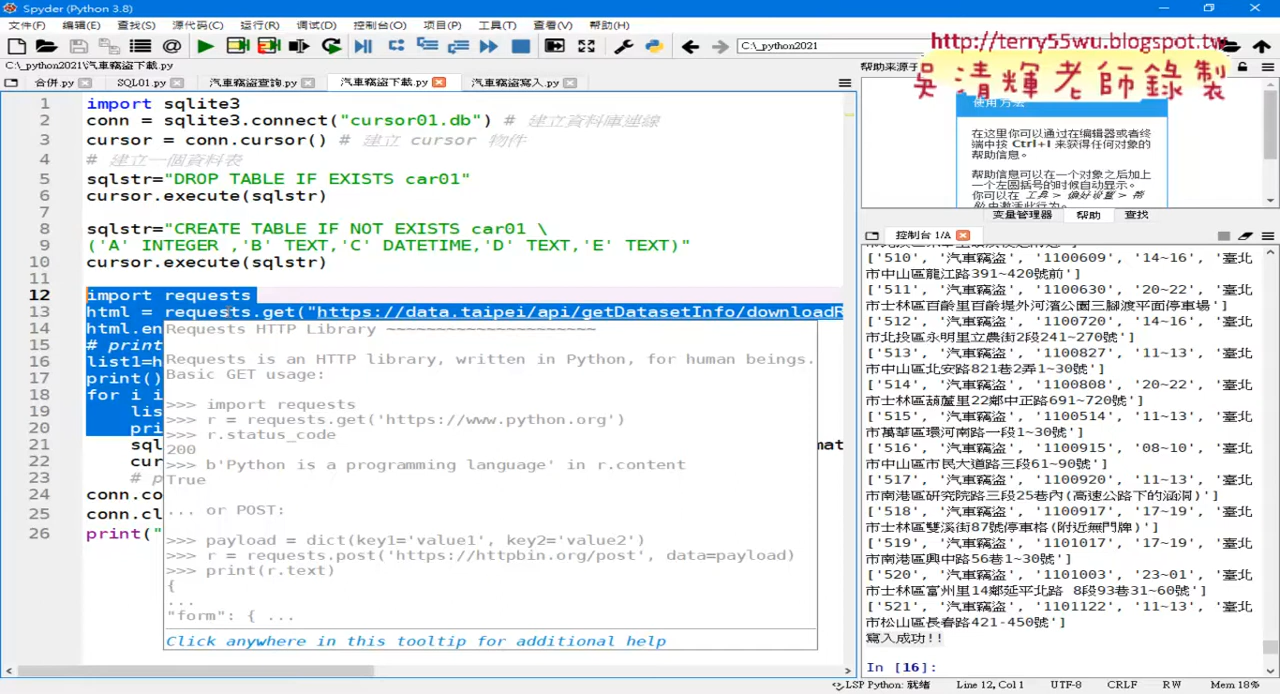 Spyder (Python 3.8)
文件(F) 编辑(E) 查找(S) 源代码(C) 运行(R) 调试(D) 控制台(O) 项目(P) 工具(T) 查看(V) 帮助(H)
C:\_python2021
http://terry55wu.blogspot.tw
吳清輝老師錄製
C:\_python2021\汽車竊盜下載.py
帮助来源于
合併.py SQL01.py 汽車竊盜查詢.py 汽車竊盜下載.py 汽車竊盜寫入.py
1 import sqlite3
2 conn = sqlite3.connect("cursor01.db") # 建立資料庫連線
3 cursor = conn.cursor() # 建立 cursor 物件
4 # 建立一個資料表
5 sqlstr="DROP TABLE IF EXISTS car01"
6 cursor.execute(sqlstr)
7
8 sqlstr="CREATE TABLE IF NOT EXISTS car01 \
9 ('A' INTEGER ,'B' TEXT,'C' DATETIME,'D' TEXT,'E' TEXT)"
10 cursor.execute(sqlstr)
11
12 import requests
13 html = requests.get("https://data.taipei/api/getDatasetInfo/downloadR
14 html.en
15 # print
16 list1=h
17 print()
18 for i i
19 lis
20 pri
21 sql mat
22 cur
23 # p
24 conn.co
25 conn.cl
26 print("
Requests HTTP Library ~~~~~~~~~~~~~~~~~~~~~
Requests is an HTTP library, written in Python, for human beings.
Basic GET usage:
>>> import requests
>>> r = requests.get('https://www.python.org')
>>> r.status_code
200
>>> b'Python is a programming language' in r.content
True
... or POST:
>>> payload = dict(key1='value1', key2='value2')
>>> r = requests.post('https://httpbin.org/post', data=payload)
>>> print(r.text)
{
...
"form": { ...
Click anywhere in this tooltip for additional help
使用方法
在这里你可以通过在编辑器或者终
端中按 Ctrl+I 来获得任何对象的
帮助信息。
帮助信息可以在一个对象之后加上
一个左圆括号的时候自动显示。
你可以在 工具 > 偏好设置 > 帮
变量管理器 帮助 查找
控制台 1/A
['510', '汽車竊盜', '1100609', '14~16', '臺北
市中山區龍江路391~420號前']
['511', '汽車竊盜', '1100630', '20~22', '臺北
市士林區百齡里百齡堤外河濱公園三腳渡平面停車場']
['512', '汽車竊盜', '1100720', '14~16', '臺北
市北投區永明里立農街2段241~270號']
['513', '汽車竊盜', '1100827', '11~13', '臺北
市中山區北安路821巷2弄1~30號']
['514', '汽車竊盜', '1100808', '20~22', '臺北
市士林區葫蘆里22鄰中正路691~720號']
['515', '汽車竊盜', '1100514', '11~13', '臺北
市萬華區環河南路一段1~30號']
['516', '汽車竊盜', '1100915', '08~10', '臺北
市中山區市民大道路三段61~90號']
['517', '汽車竊盜', '1100920', '11~13', '臺北
市南港區研究院路三段25巷內(高速公路下的涵洞)']
['518', '汽車竊盜', '1100917', '17~19', '臺北
市士林區雙溪街87號停車格(附近無門牌)']
['519', '汽車竊盜', '1101017', '17~19', '臺北
市南港區興中路56巷1~30號']
['520', '汽車竊盜', '1101003', '23~01', '臺北
市士林區富州里14鄰延平北路 8段93巷31~60號']
['521', '汽車竊盜', '1101122', '11~13', '臺北
市松山區長春路421-450號']
寫入成功!!
In [16]:
LSP Python: 就绪 Line 12, Col 1 UTF-8 CRLF RW Mem 18%